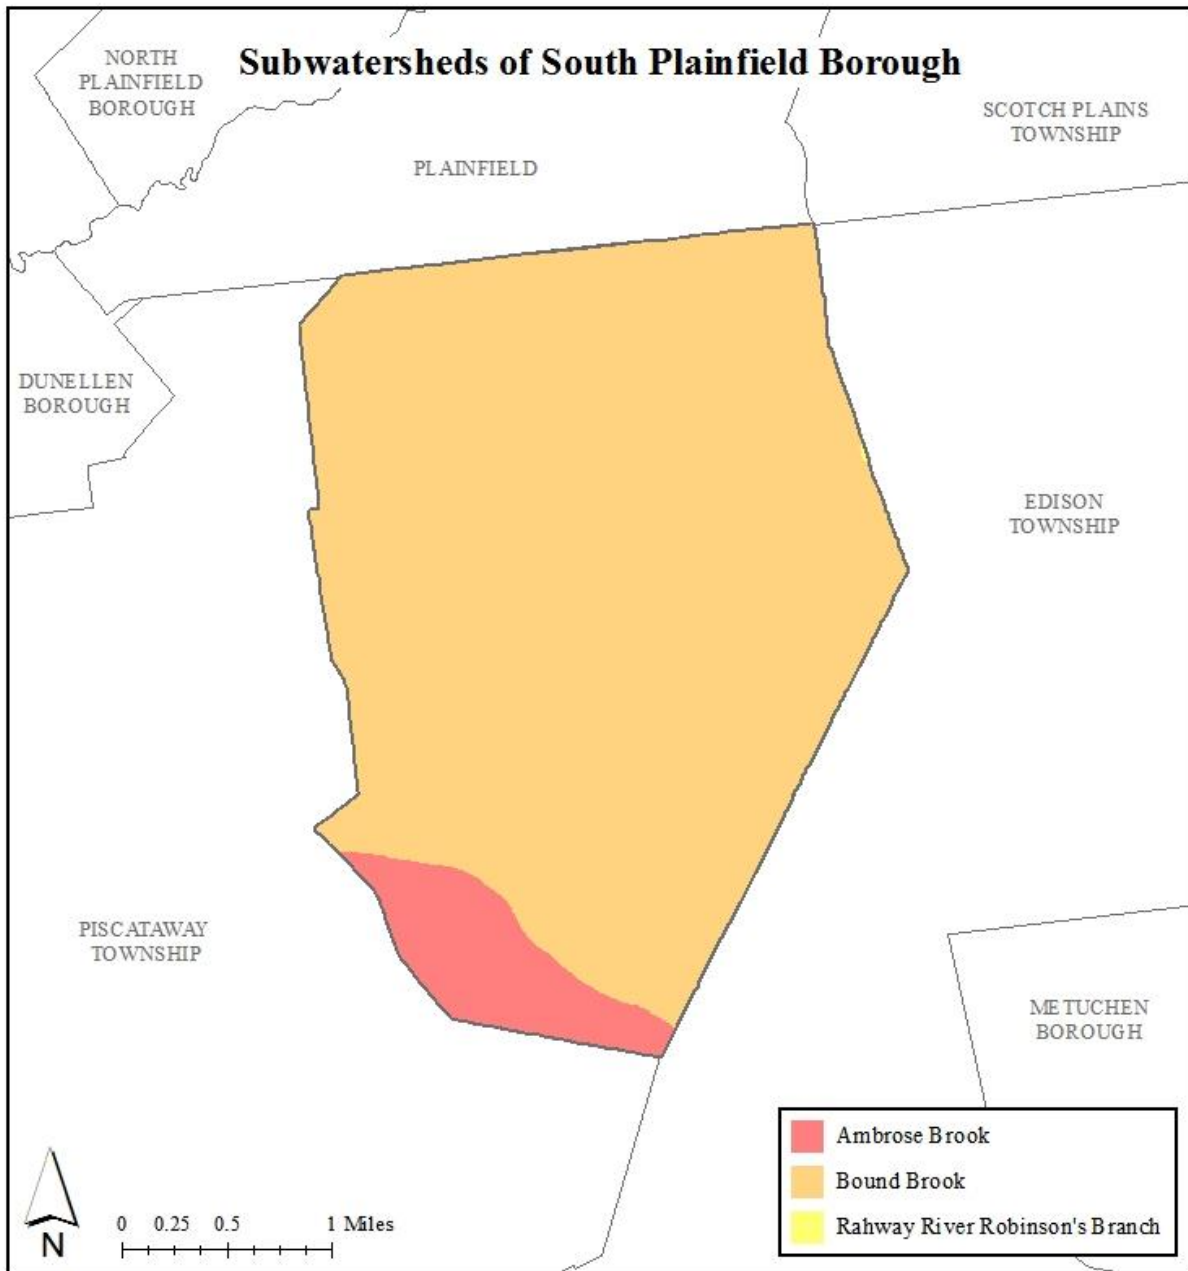 Subwatersheds of South Plainfield Borough
NORTH
PLAINFIELD
BOROUGH
SCOTCH PLAINS
TOWNSHIP
PLAINFIELD
DUNELLEN
BOROUGH
EDISON
TOWNSHIP
PISCATAWAY
TOWNSHIP
METUCHEN
BOROUGH
Ambrose Brook
Bound Brook
Rahway River Robinson's Branch
0 0.25 0.5 1 Miles
N